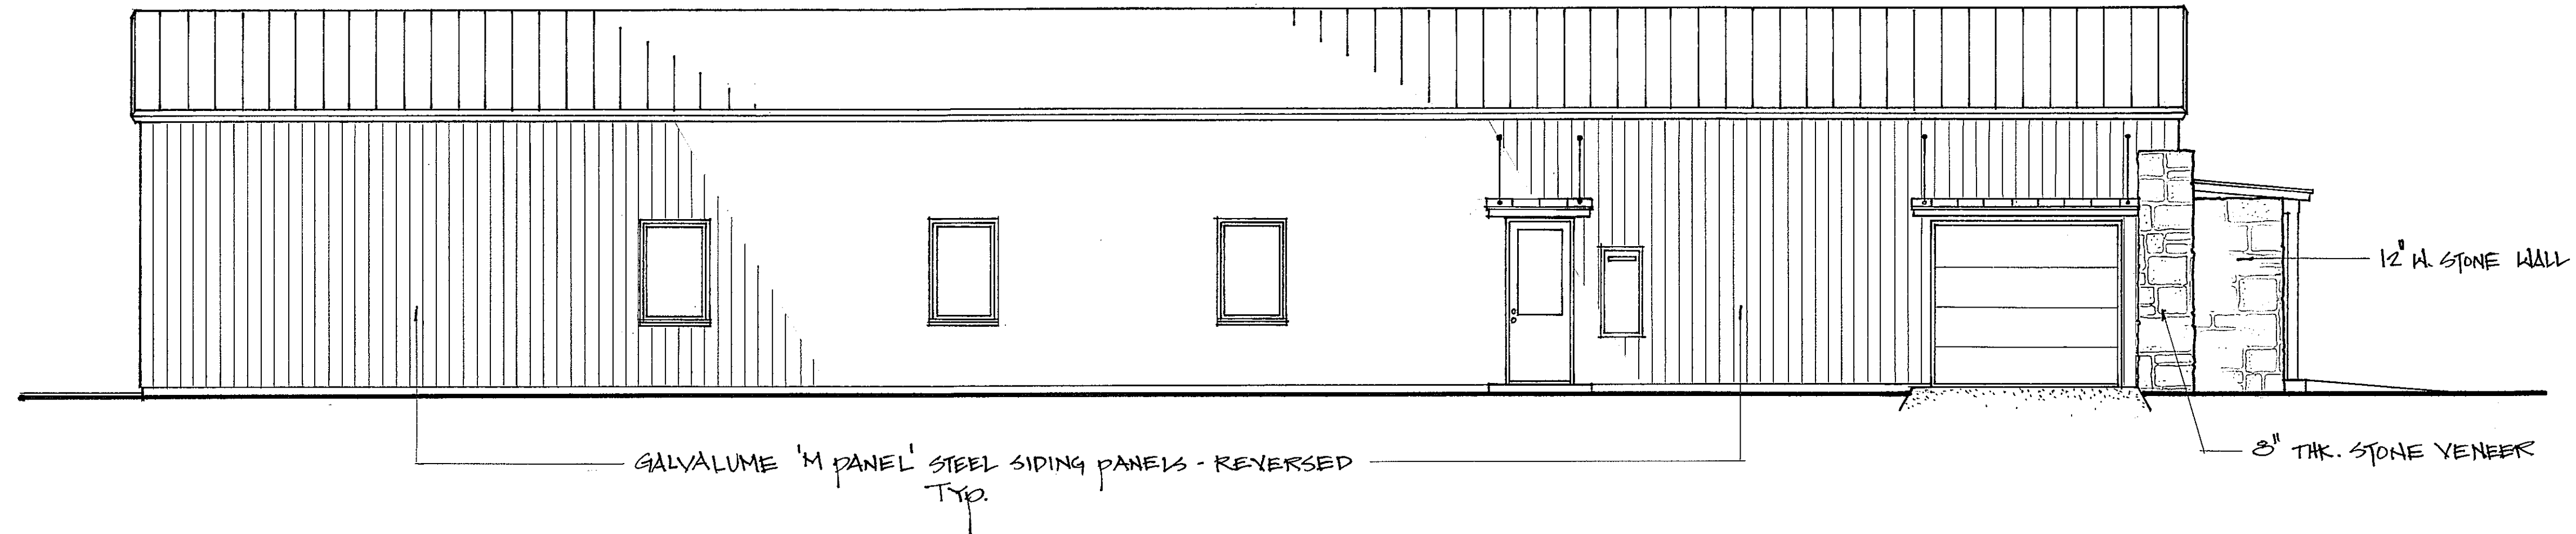 12" W. STONE WALL
8" THK. STONE VENEER
GALVALUME 'M PANEL' STEEL SIDING PANELS - REVERSED
TYP.